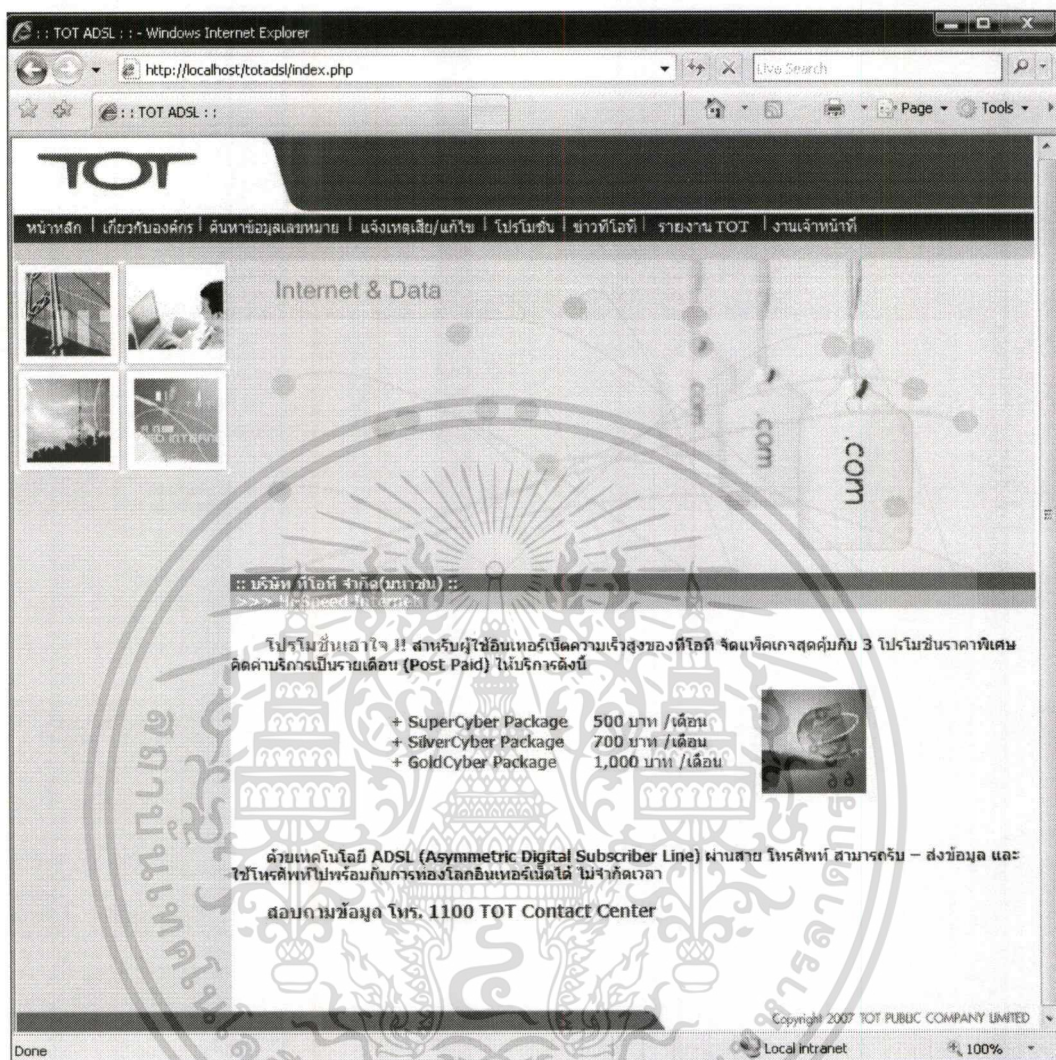 :: TOT ADSL :: - Windows Internet Explorer
http://localhost/totadsl/index.php
Live Search
:: TOT ADSL ::
Page
Tools
TOT
หน้าหลัก | เกี่ยวกับองค์กร | ค้นหาข้อมูลเลขหมาย | แจ้งเหตุเสีย/แก้ไข | โปรโมชั่น | ข่าวทีโอที | รายงาน TOT | งานเจ้าหน้าที่
Internet & Data
.com
.com
.com
:: บริษัท ทีโอที จำกัด(มหาชน) ::
>>> Hi-Speed Internet
โปรโมชั่นเอาใจ !! สำหรับผู้ใช้อินเทอร์เน็ตความเร็วสูงของทีโอที จัดแพ็คเกจสุดคุ้มกับ 3 โปรโมชั่นราคาพิเศษ
คิดค่าบริการเป็นรายเดือน (Post Paid) ให้บริการดังนี้
+ SuperCyber Package 500 บาท /เดือน
+ SilverCyber Package 700 บาท /เดือน
+ GoldCyber Package 1,000 บาท /เดือน
ด้วยเทคโนโลยี ADSL (Asymmetric Digital Subscriber Line) ผ่านสาย โทรศัพท์ สามารถรับ – ส่งข้อมูล และ
ใช้โทรศัพท์ไปพร้อมกับการท่องโลกอินเทอร์เน็ตได้ ไม่จำกัดเวลา
สอบถามข้อมูล โทร. 1100 TOT Contact Center
Copyright 2007 TOT PUBLIC COMPANY LIMITED
Done
Local intranet
100%